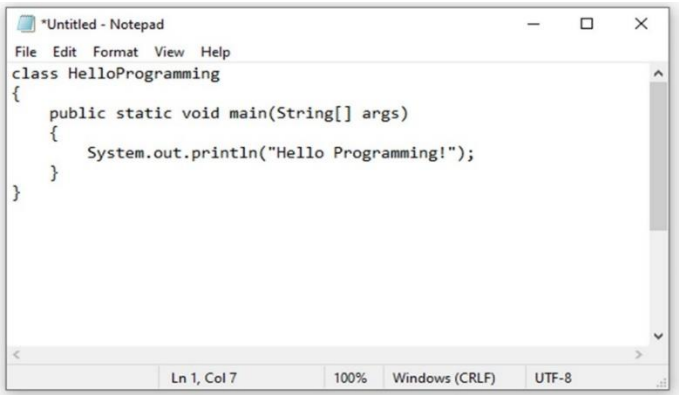 *Untitled - Notepad
File Edit Format View Help
class HelloProgramming
{
    public static void main(String[] args)
    {
        System.out.println("Hello Programming!");
    }
}
Ln 1, Col 7 100% Windows (CRLF) UTF-8